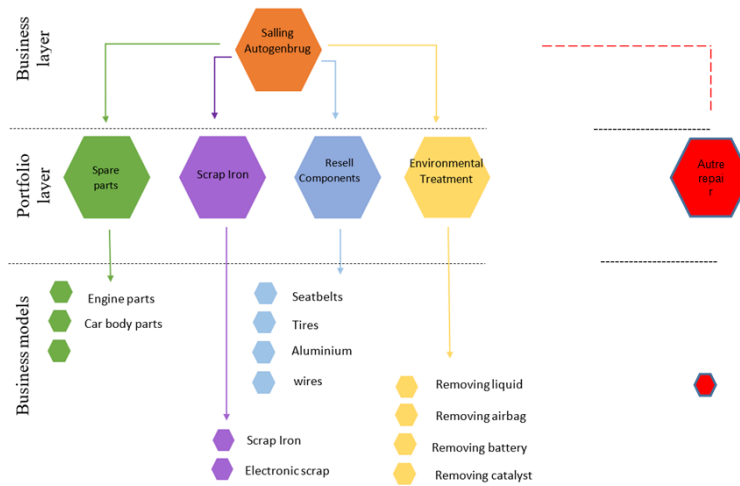 Business
layer
Salling
Autogenbrug
Portfolio
layer
Spare
parts
Scrap Iron
Resell
Components
Environmental
Treatment
Autre
repai
r
Business models
Engine parts
Car body parts
Seatbelts
Tires
Aluminium
wires
Scrap Iron
Electronic scrap
Removing liquid
Removing airbag
Removing battery
Removing catalyst